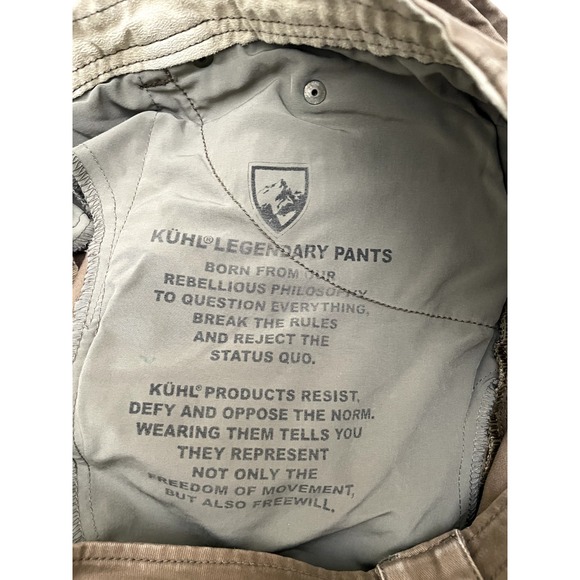 KÜHL® LEGENDARY PANTS
BORN FROM OUR
REBELLIOUS PHILOSOPHY
TO QUESTION EVERYTHING,
BREAK THE RULES
AND REJECT THE
STATUS QUO.
KÜHL® PRODUCTS RESIST,
DEFY AND OPPOSE THE NORM.
WEARING THEM TELLS YOU
THEY REPRESENT
NOT ONLY THE
FREEDOM OF MOVEMENT,
BUT ALSO FREEWILL.